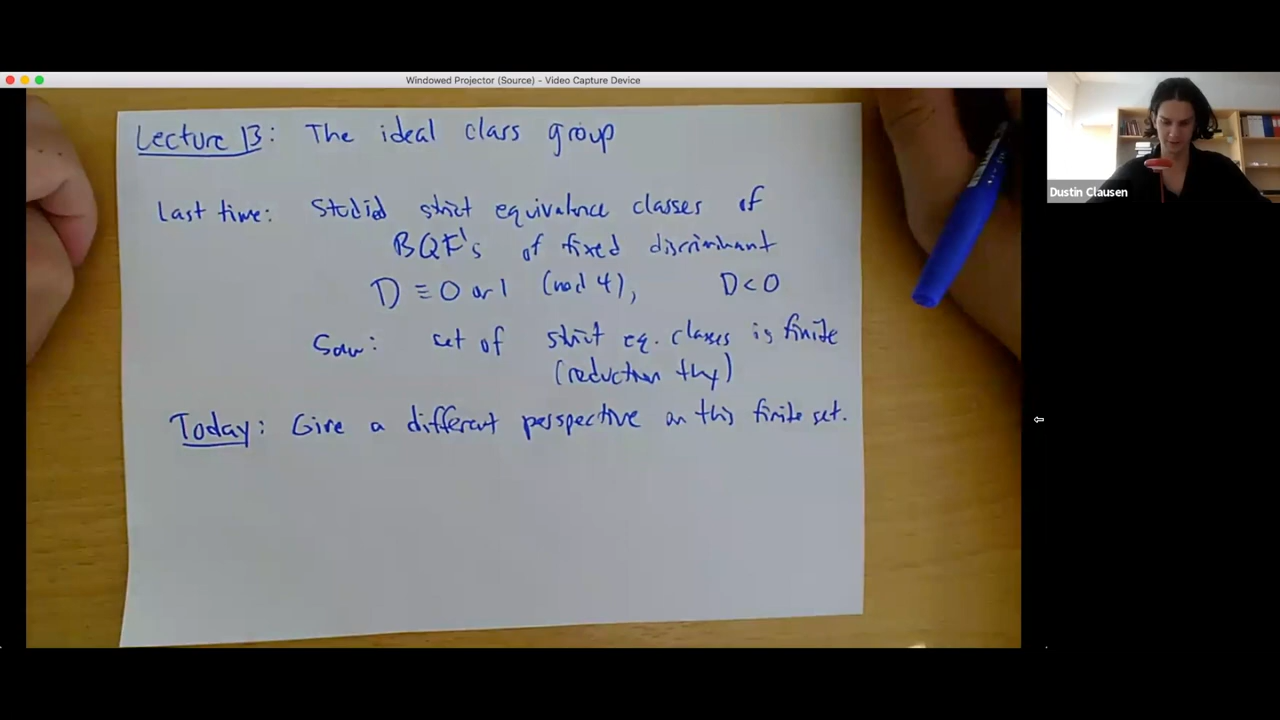 Windowed Projector (Source) - Video Capture Device
Lecture 13: The ideal class group
Last time: Studied strict equivalence classes of
BQF's of fixed discriminant
D ≡ 0 or 1 (mod 4), D < 0
Saw: set of strict eq. classes is finite
(reduction thy)
Today: Give a different perspective on this finite set.
Dustin Clausen